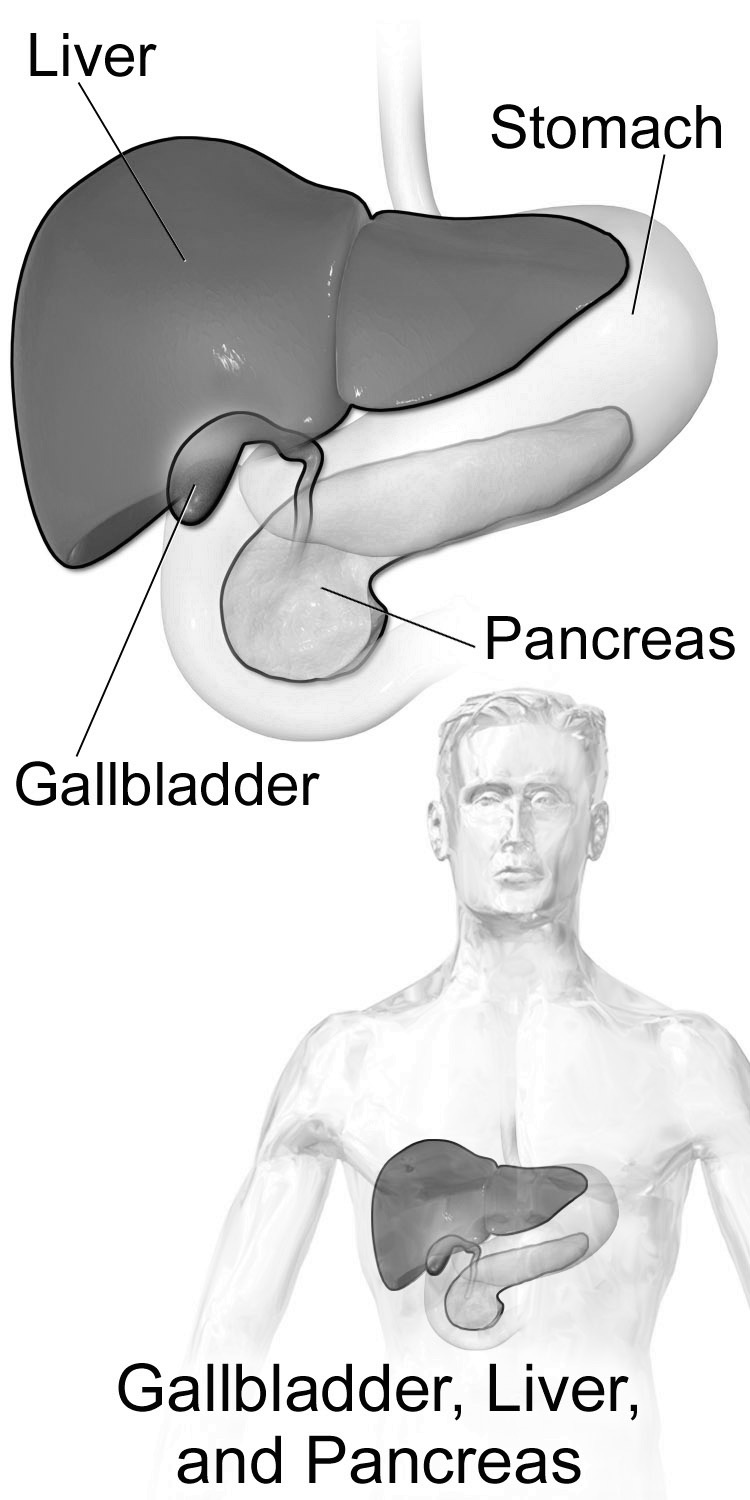 Liver
Stomach
Pancreas
Gallbladder
Gallbladder, Liver,
and Pancreas